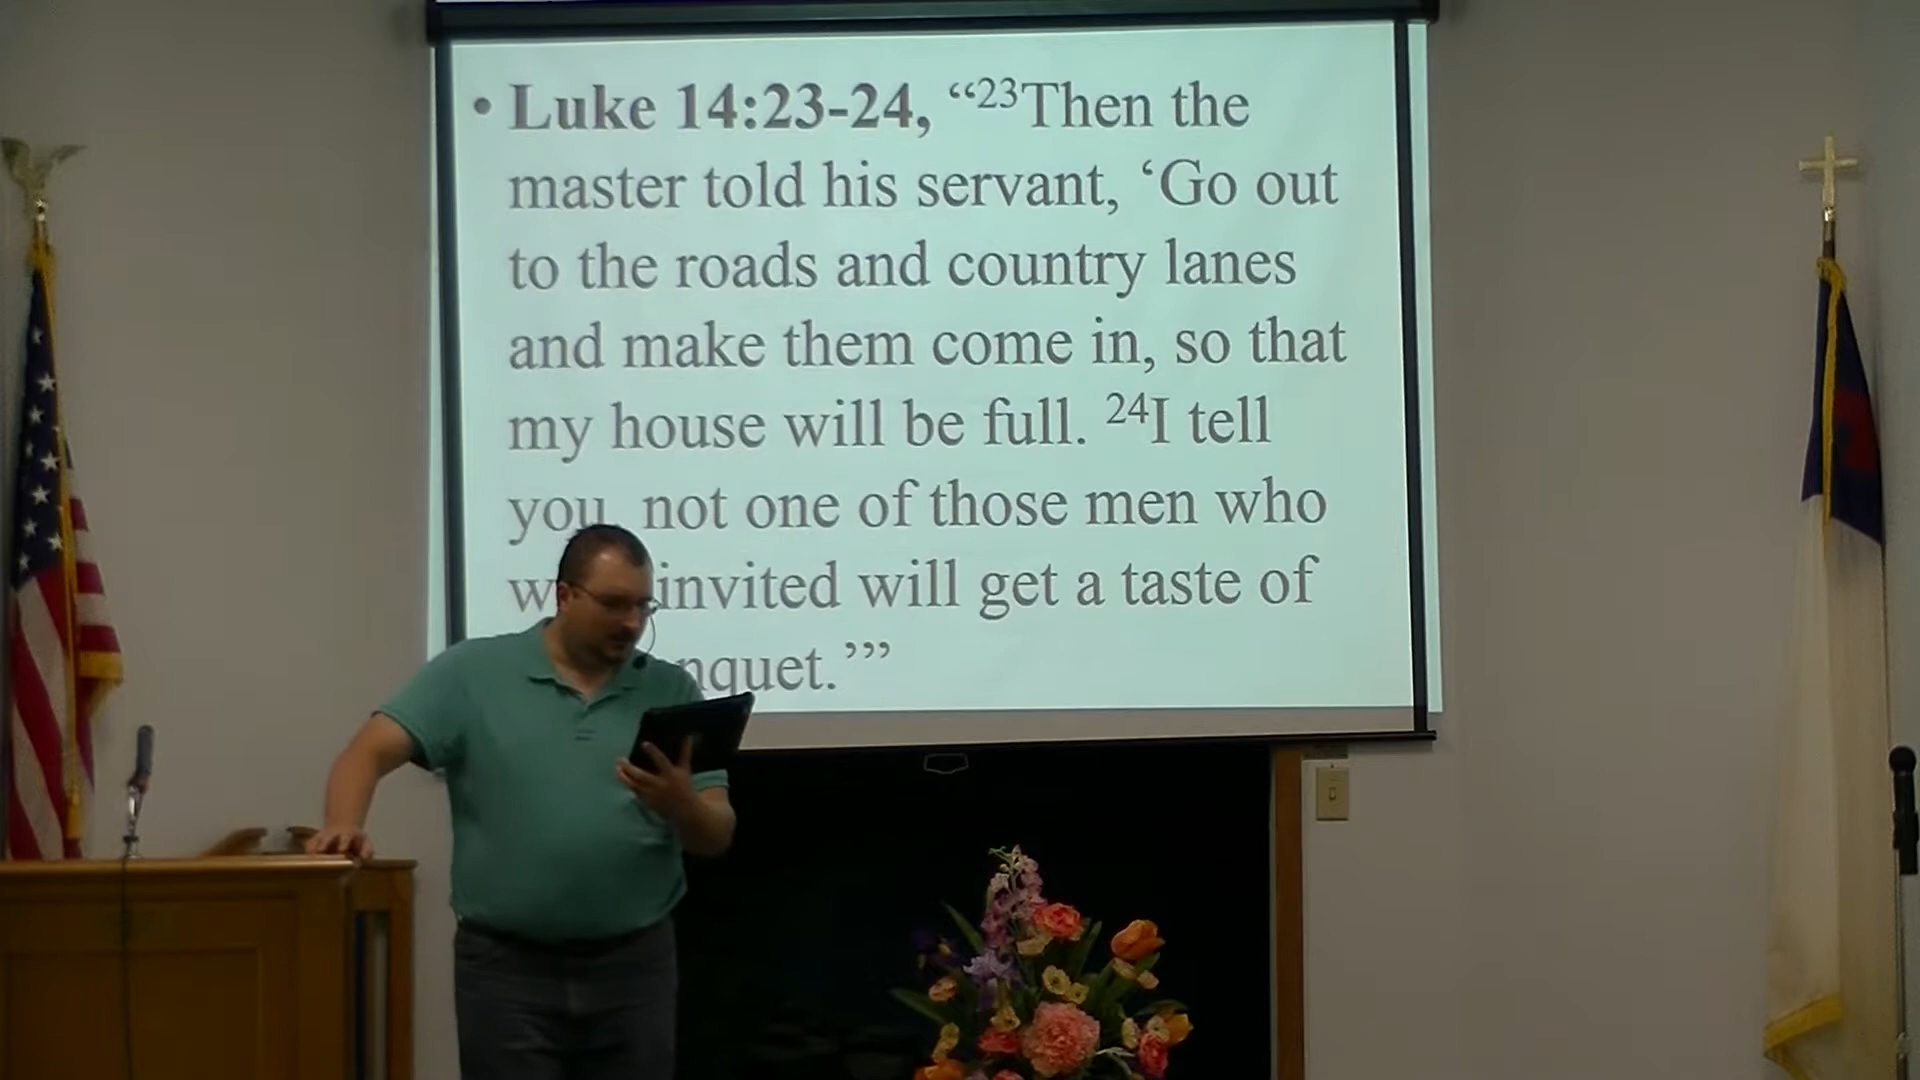 • Luke 14:23-24, “23Then the
master told his servant, ‘Go out
to the roads and country lanes
and make them come in, so that
my house will be full. 24I tell
you, not one of those men who
invited will get a taste of